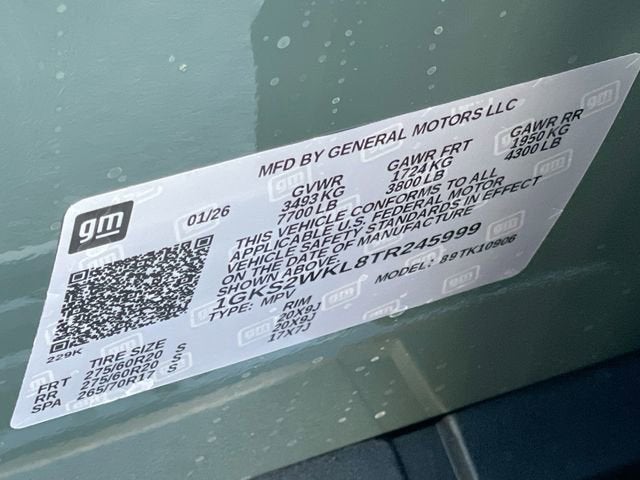 MFD BY GENERAL MOTORS LLC
gm
01/26
GVWR GAWR FRT GAWR RR
3493 KG 1724 KG 1950 KG
7700 LB 3800 LB 4300 LB
THIS VEHICLE CONFORMS TO ALL
APPLICABLE U.S. FEDERAL MOTOR
VEHICLE SAFETY STANDARDS IN EFFECT
ON THE DATE OF MANUFACTURE
SHOWN ABOVE.
1GKS2WKL8TR245999
TYPE: MPV MODEL: 89TK10906
229K
TIRE SIZE RIM
FRT 275/60R20 S 20X9J
RR 275/60R20 S 20X9J
SPA 265/70R17 S 17X7J